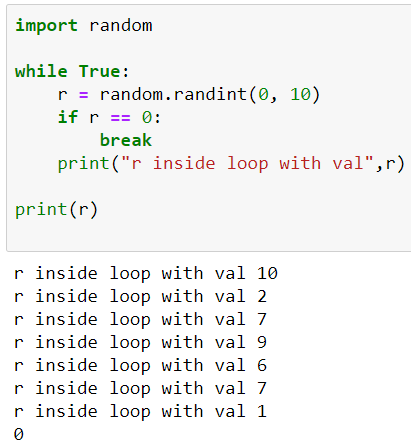 import random

while True:
    r = random.randint(0, 10)
    if r == 0:
        break
    print("r inside loop with val",r)

print(r)

r inside loop with val 10
r inside loop with val 2
r inside loop with val 7
r inside loop with val 9
r inside loop with val 6
r inside loop with val 7
r inside loop with val 1
0